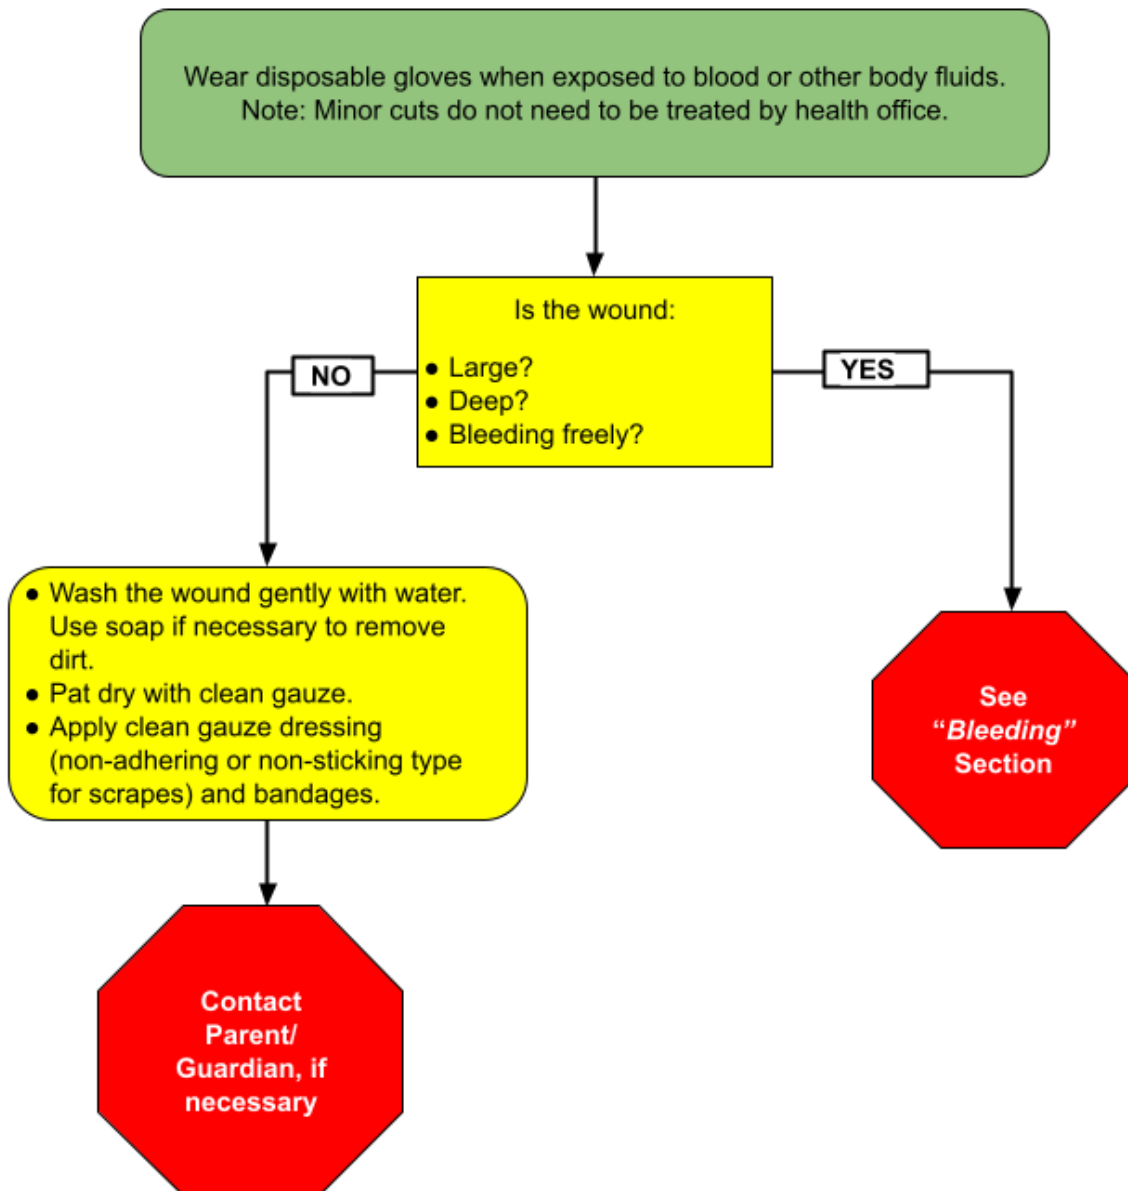 Wear disposable gloves when exposed to blood or other body fluids.
Note: Minor cuts do not need to be treated by health office.
Is the wound:
● Large?
● Deep?
● Bleeding freely?
NO
YES
● Wash the wound gently with water.
Use soap if necessary to remove
dirt.
● Pat dry with clean gauze.
● Apply clean gauze dressing
(non-adhering or non-sticking type
for scrapes) and bandages.
See
“Bleeding”
Section
Contact
Parent/
Guardian, if
necessary